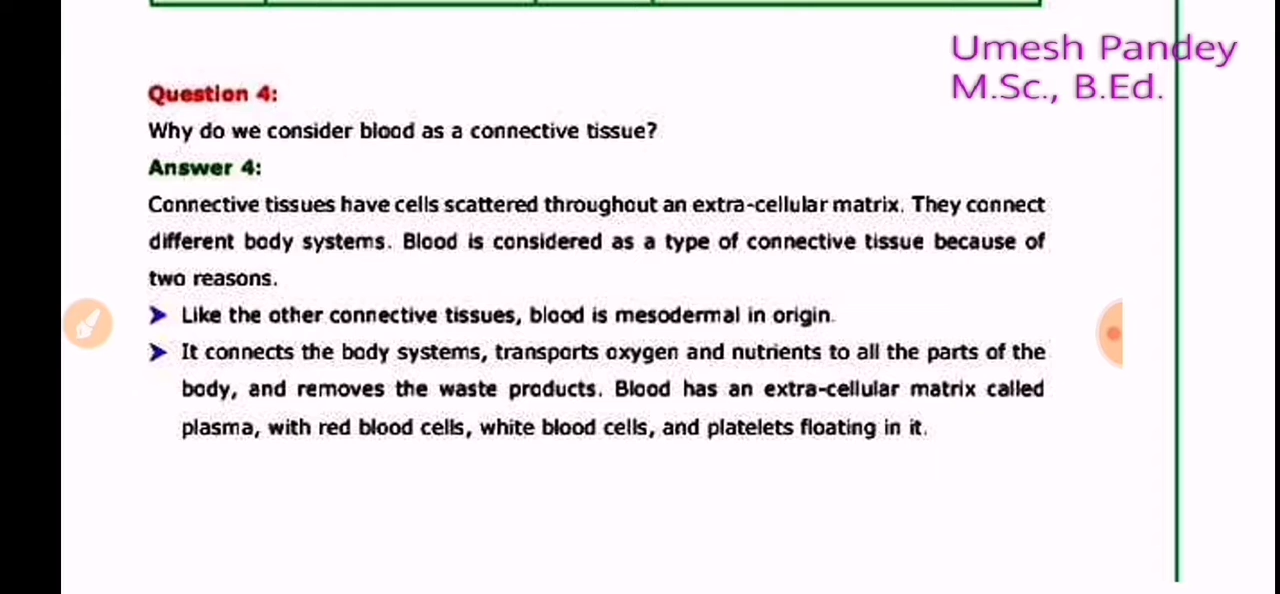 Umesh Pandey
M.Sc., B.Ed.
Question 4:
Why do we consider blood as a connective tissue?
Answer 4:
Connective tissues have cells scattered throughout an extra-cellular matrix. They connect
different body systems. Blood is considered as a type of connective tissue because of
two reasons.
➤ Like the other connective tissues, blood is mesodermal in origin.
➤ It connects the body systems, transports oxygen and nutrients to all the parts of the
body, and removes the waste products. Blood has an extra-cellular matrix called
plasma, with red blood cells, white blood cells, and platelets floating in it.